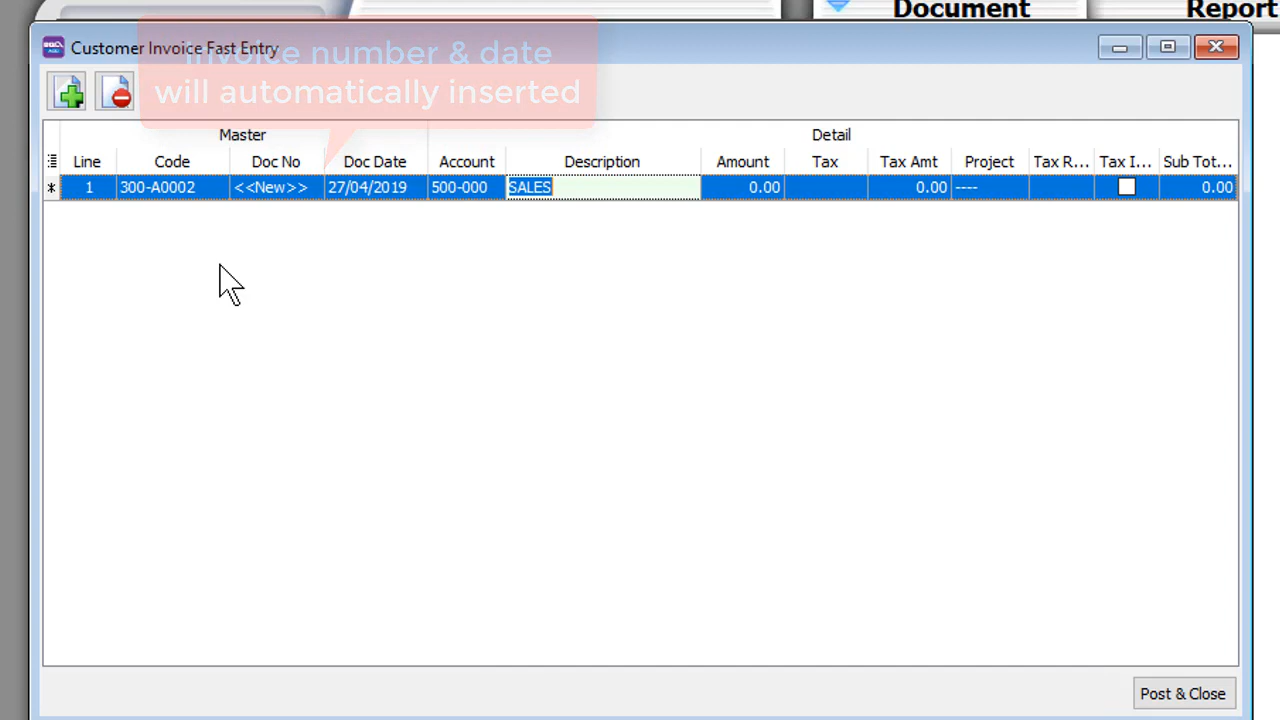 Document
Report
Customer Invoice Fast Entry
Invoice number & date
will automatically inserted
Master
Detail
Line Code Doc No Doc Date Account Description Amount Tax Tax Amt Project Tax R... Tax I... Sub Tot...
* 1 300-A0002 <<New>> 27/04/2019 500-000 SALES 0.00 0.00 ---- 0.00
Post & Close